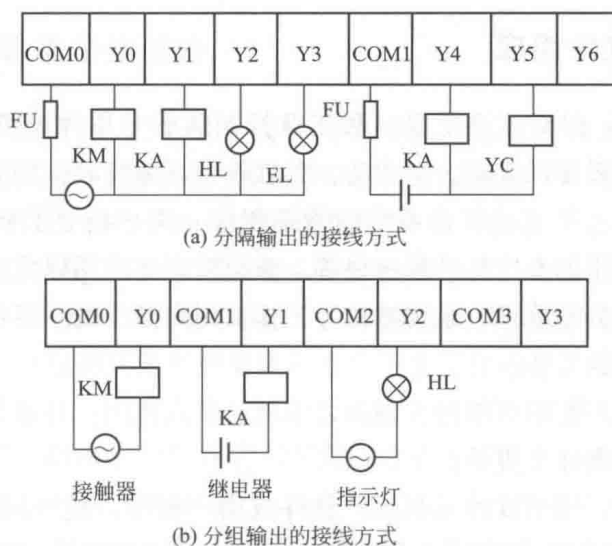 COM0 Y0 Y1 Y2 Y3 COM1 Y4 Y5 Y6
FU KM KA HL EL FU KA YC
(a) 分隔输出的接线方式
COM0 Y0 COM1 Y1 COM2 Y2 COM3 Y3
KM KA HL
接触器 继电器 指示灯
(b) 分组输出的接线方式